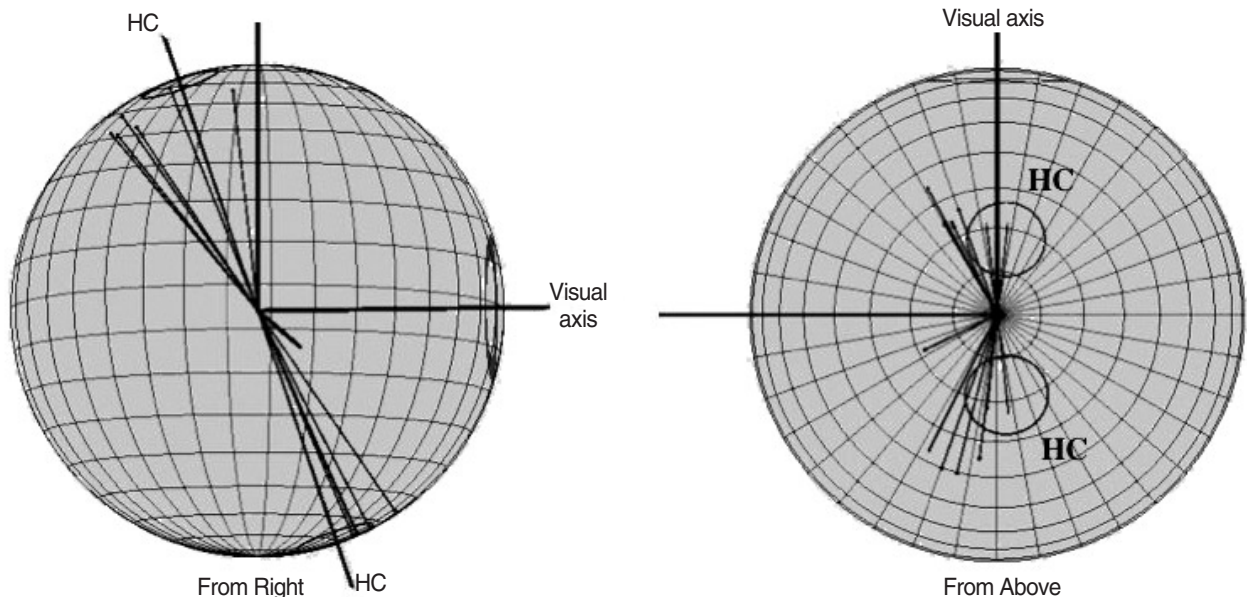 HC
Visual
axis
HC
From Right
Visual axis
HC
HC
From Above